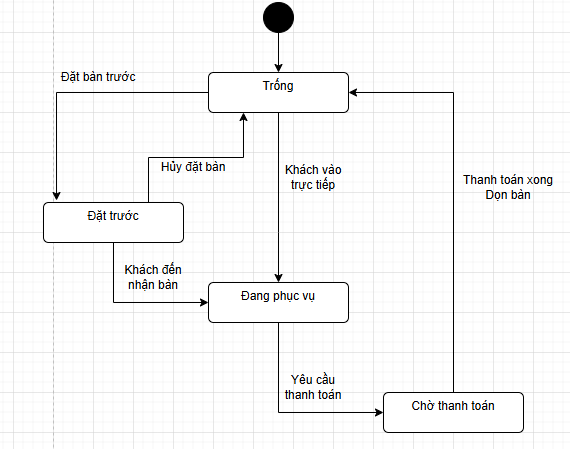 Đặt bàn trước
Trống
Hủy đặt bàn
Khách vào
trực tiếp
Thanh toán xong
Dọn bàn
Đặt trước
Khách đến
nhận bàn
Đang phục vụ
Yêu cầu
thanh toán
Chờ thanh toán